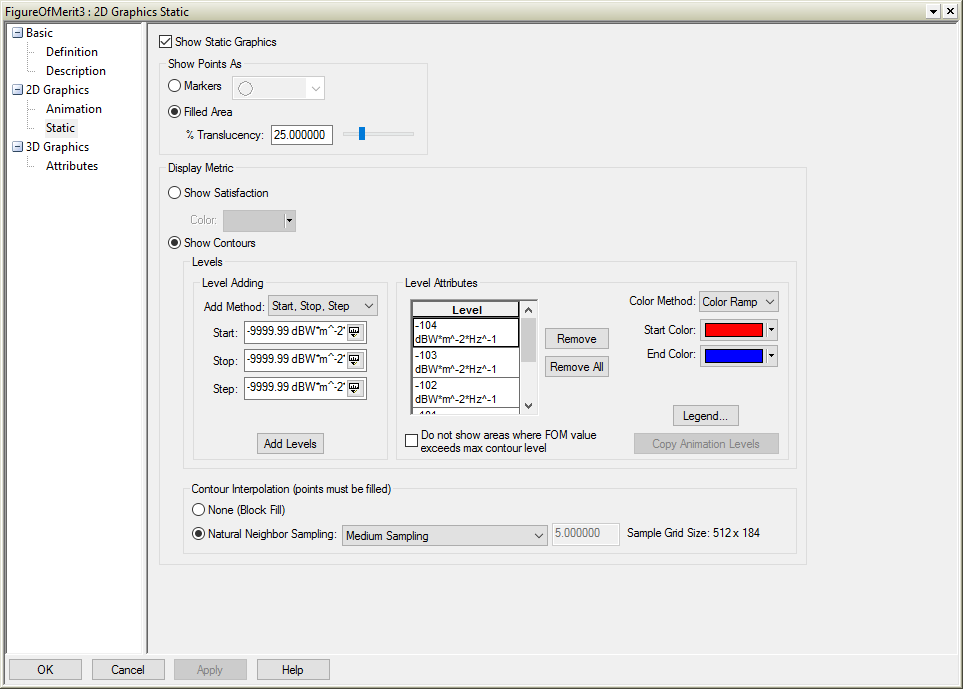 FigureOfMerit3 : 2D Graphics Static
Basic
Definition
Description
2D Graphics
Animation
Static
3D Graphics
Attributes
Show Static Graphics
Show Points As
Markers
Filled Area
% Translucency: 25.000000
Display Metric
Show Satisfaction
Color:
Show Contours
Levels
Level Adding
Add Method: Start, Stop, Step
Start: -9999.99 dBW*m^-2*
Stop: -9999.99 dBW*m^-2*
Step: -9999.99 dBW*m^-2*
Add Levels
Level Attributes
Level
-104
dBW*m^-2*Hz^-1
-103
dBW*m^-2*Hz^-1
-102
dBW*m^-2*Hz^-1
Remove
Remove All
Do not show areas where FOM value
exceeds max contour level
Color Method: Color Ramp
Start Color:
End Color:
Legend...
Copy Animation Levels
Contour Interpolation (points must be filled)
None (Block Fill)
Natural Neighbor Sampling: Medium Sampling 5.000000 Sample Grid Size: 512 x 184
OK Cancel Apply Help